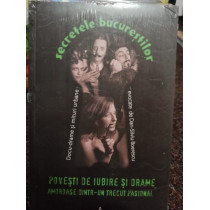 secretele bucureștilor
Docu-drame și mituri urbane
evocate de Dan-Silviu Boerescu
POVEȘTI DE IUBIRE ȘI DRAME
AMOROASE DINTR-UN TRECUT PASIONAL